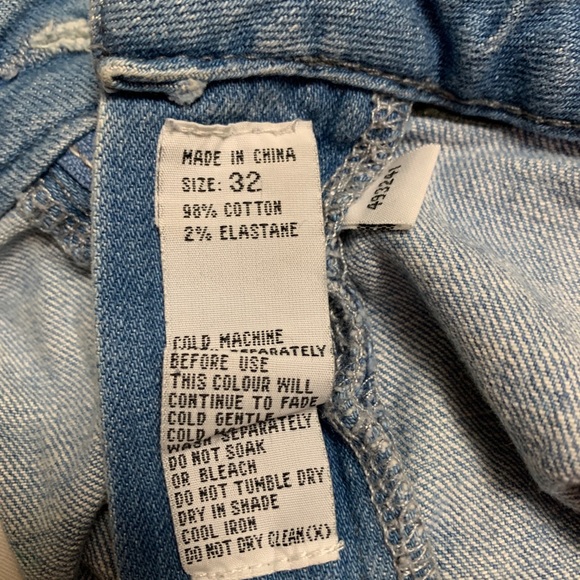 MADE IN CHINA
SIZE: 32
98% COTTON
2% ELASTANE
COLD MACHINE
SEPARATELY
BEFORE USE
THIS COLOUR WILL
CONTINUE TO FADE
COLD GENTLE
COLD
WASH SEPARATELY
DO NOT SOAK
OR BLEACH
DO NOT TUMBLE DRY
DRY IN SHADE
COOL IRON
DO NOT DRY CLEAN(X)
493241